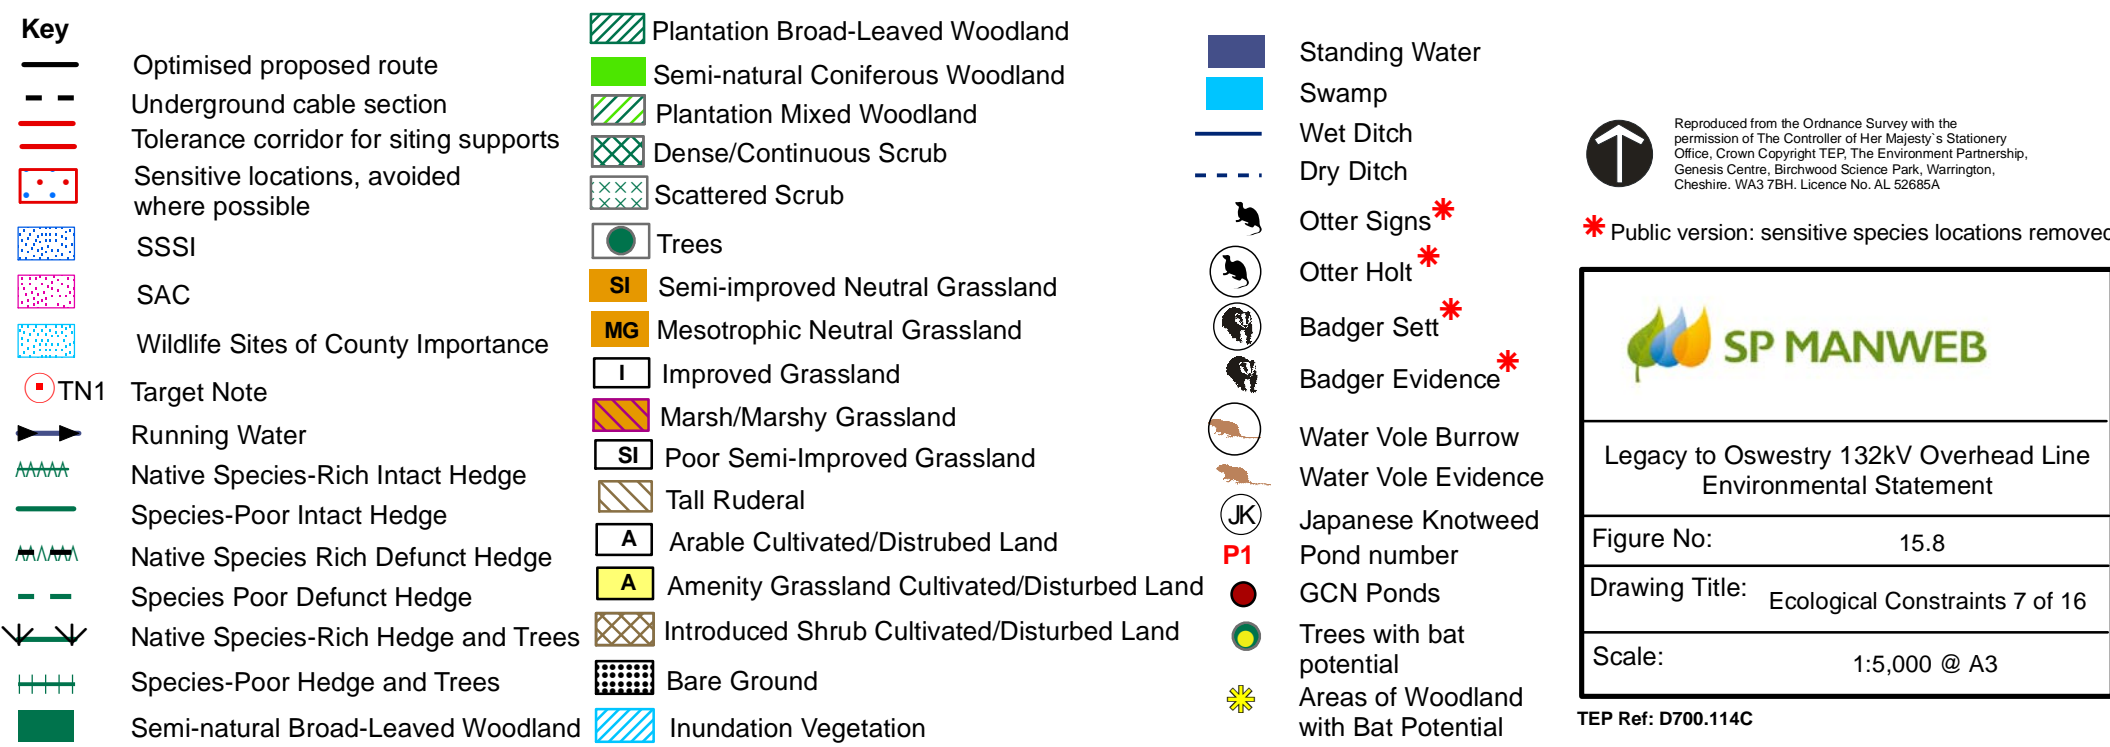 Key
Optimised proposed route
Underground cable section
Tolerance corridor for siting supports
Sensitive locations, avoided
where possible
SSSI
SAC
Wildlife Sites of County Importance
TN1 Target Note
Running Water
Native Species-Rich Intact Hedge
Species-Poor Intact Hedge
Native Species Rich Defunct Hedge
Species Poor Defunct Hedge
Native Species-Rich Hedge and Trees
Species-Poor Hedge and Trees
Semi-natural Broad-Leaved Woodland
Plantation Broad-Leaved Woodland
Semi-natural Coniferous Woodland
Plantation Mixed Woodland
Dense/Continuous Scrub
Scattered Scrub
Trees
SI Semi-improved Neutral Grassland
MG Mesotrophic Neutral Grassland
I Improved Grassland
Marsh/Marshy Grassland
SI Poor Semi-Improved Grassland
Tall Ruderal
A Arable Cultivated/Distrubed Land
A Amenity Grassland Cultivated/Disturbed Land
Introduced Shrub Cultivated/Disturbed Land
Bare Ground
Inundation Vegetation
Standing Water
Swamp
Wet Ditch
Dry Ditch
Otter Signs*
Otter Holt*
Badger Sett*
Badger Evidence*
Water Vole Burrow
Water Vole Evidence
JK Japanese Knotweed
P1 Pond number
GCN Ponds
Trees with bat
potential
Areas of Woodland
with Bat Potential
Reproduced from the Ordnance Survey with the
permission of The Controller of Her Majesty`s Stationery
Office, Crown Copyright TEP, The Environment Partnership,
Genesis Centre, Birchwood Science Park, Warrington,
Cheshire. WA3 7BH. Licence No. AL 52685A
* Public version: sensitive species locations removed
SP MANWEB
Legacy to Oswestry 132kV Overhead Line
Environmental Statement
Figure No: 15.8
Drawing Title: Ecological Constraints 7 of 16
Scale: 1:5,000 @ A3
TEP Ref: D700.114C